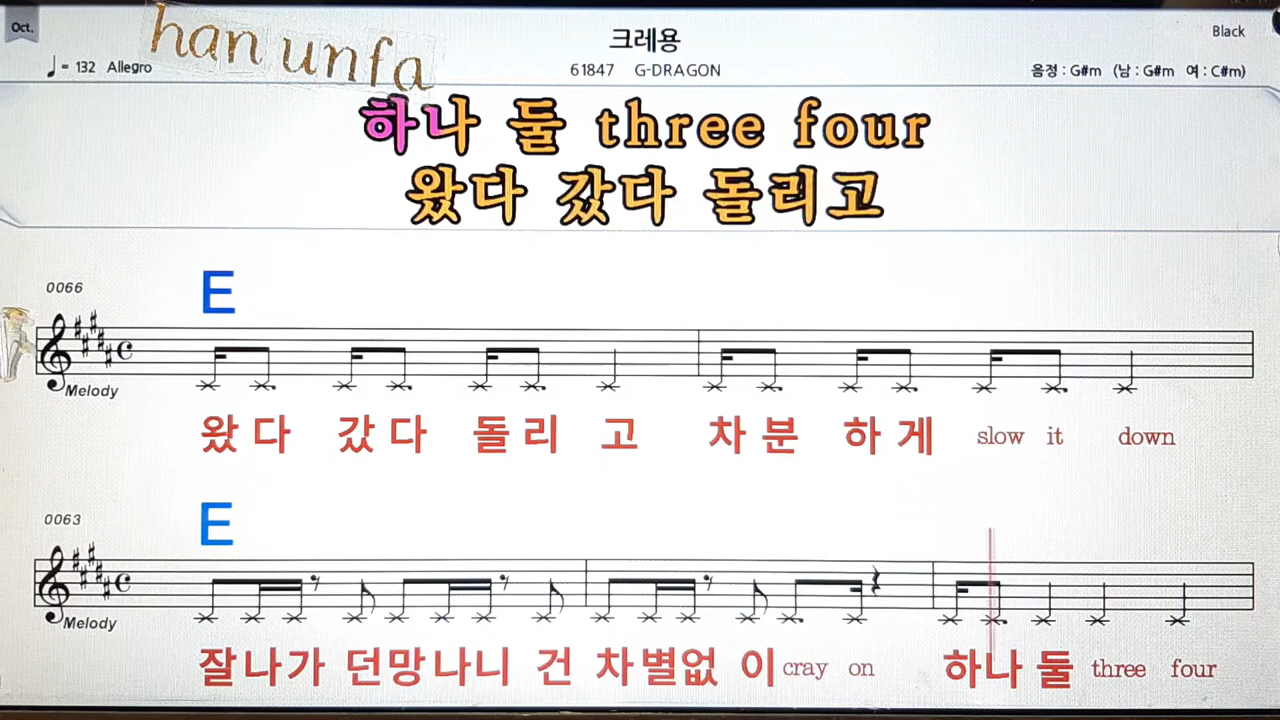 Oct.
han unfa
크레용
Black
♩ = 132 Allegro
61847 G-DRAGON
음정 : G#m (남 : G#m 여 : C#m)
하나 둘 three four
왔다 갔다 돌리고
E
0066
Melody
왔 다 갔 다 돌 리 고 차 분 하 게 slow it down
E
0063
Melody
잘나가 던망나니 건 차별없 이 cray on 하나 둘 three four